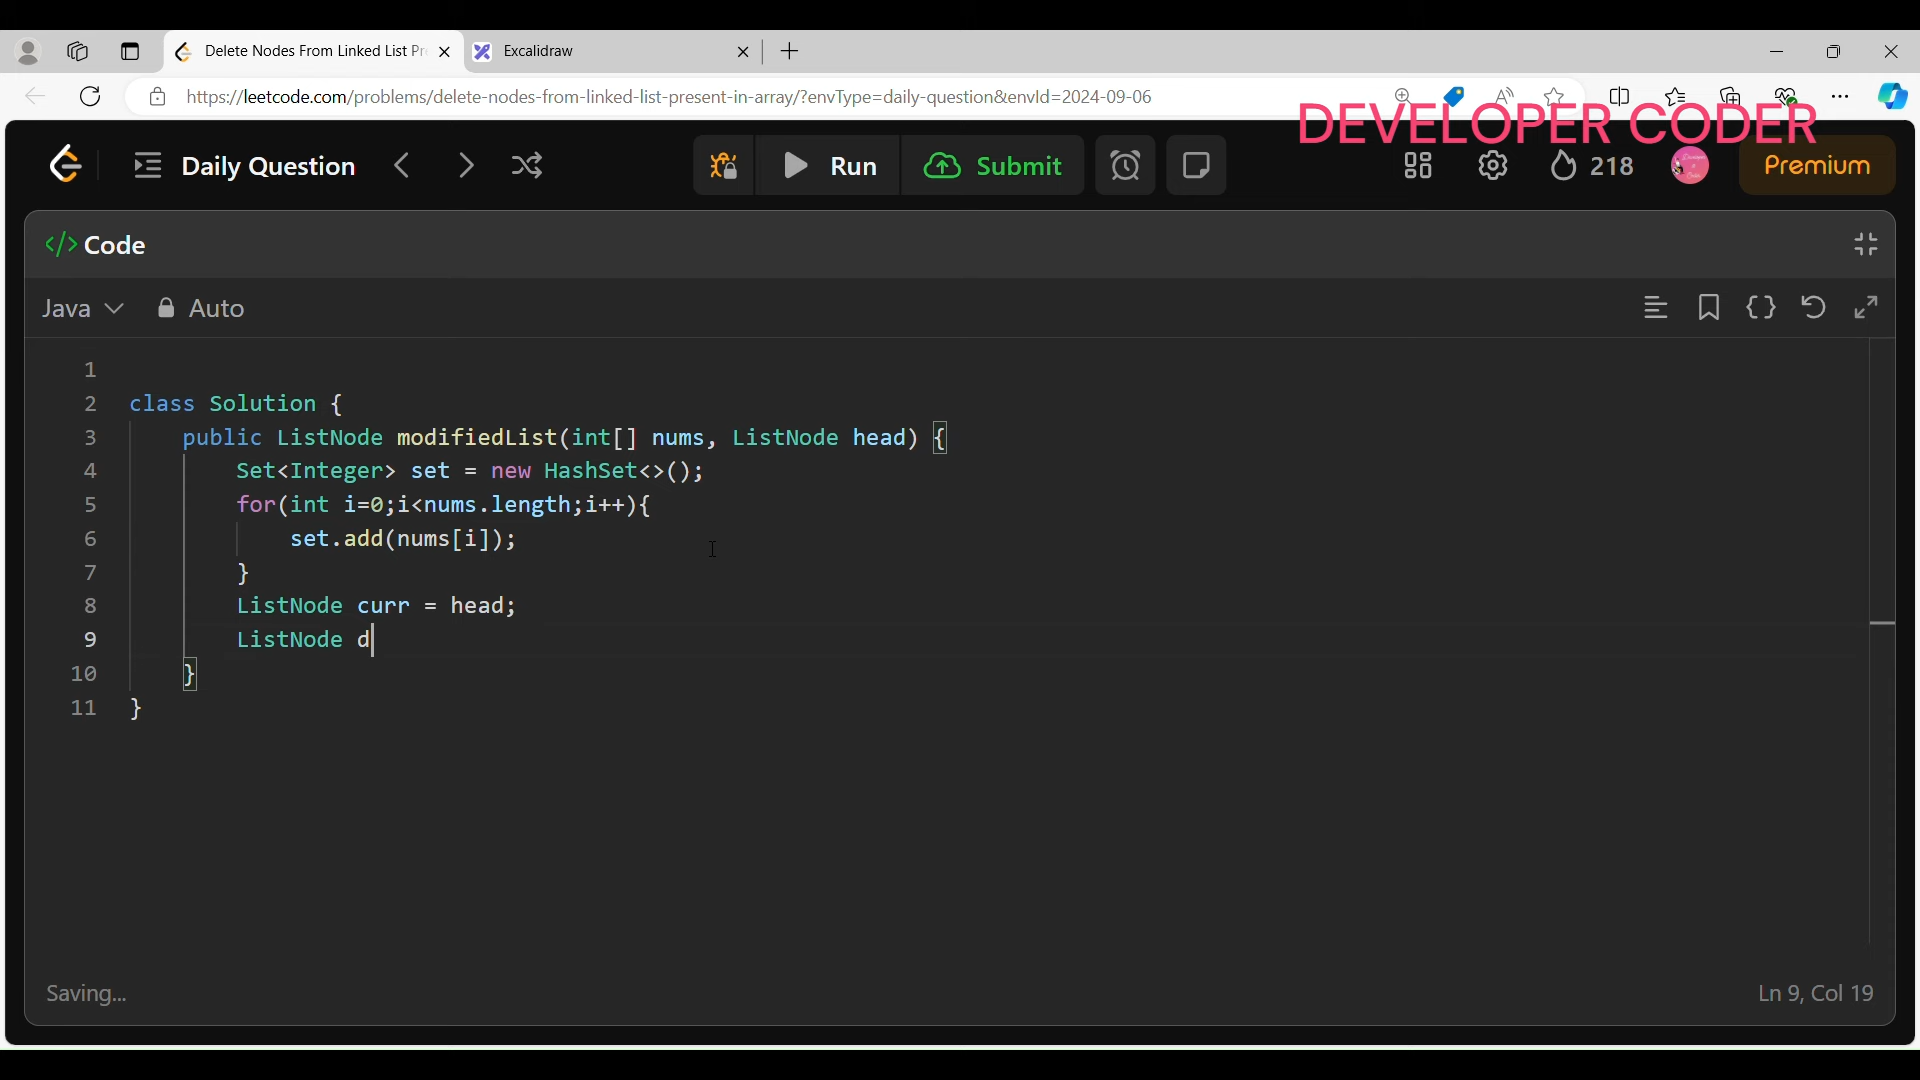 Delete Nodes From Linked List Pr
Excalidraw
https://leetcode.com/problems/delete-nodes-from-linked-list-present-in-array/?envType=daily-question&envId=2024-09-06
DEVELOPER CODER
Daily Question
Run
Submit
218
Premium
</> Code
Java
Auto
1
2 class Solution {
3 public ListNode modifiedList(int[] nums, ListNode head) {
4 Set<Integer> set = new HashSet<>();
5 for(int i=0;i<nums.length;i++){
6 set.add(nums[i]);
7 }
8 ListNode curr = head;
9 ListNode d
10 }
11 }
Saving...
Ln 9, Col 19